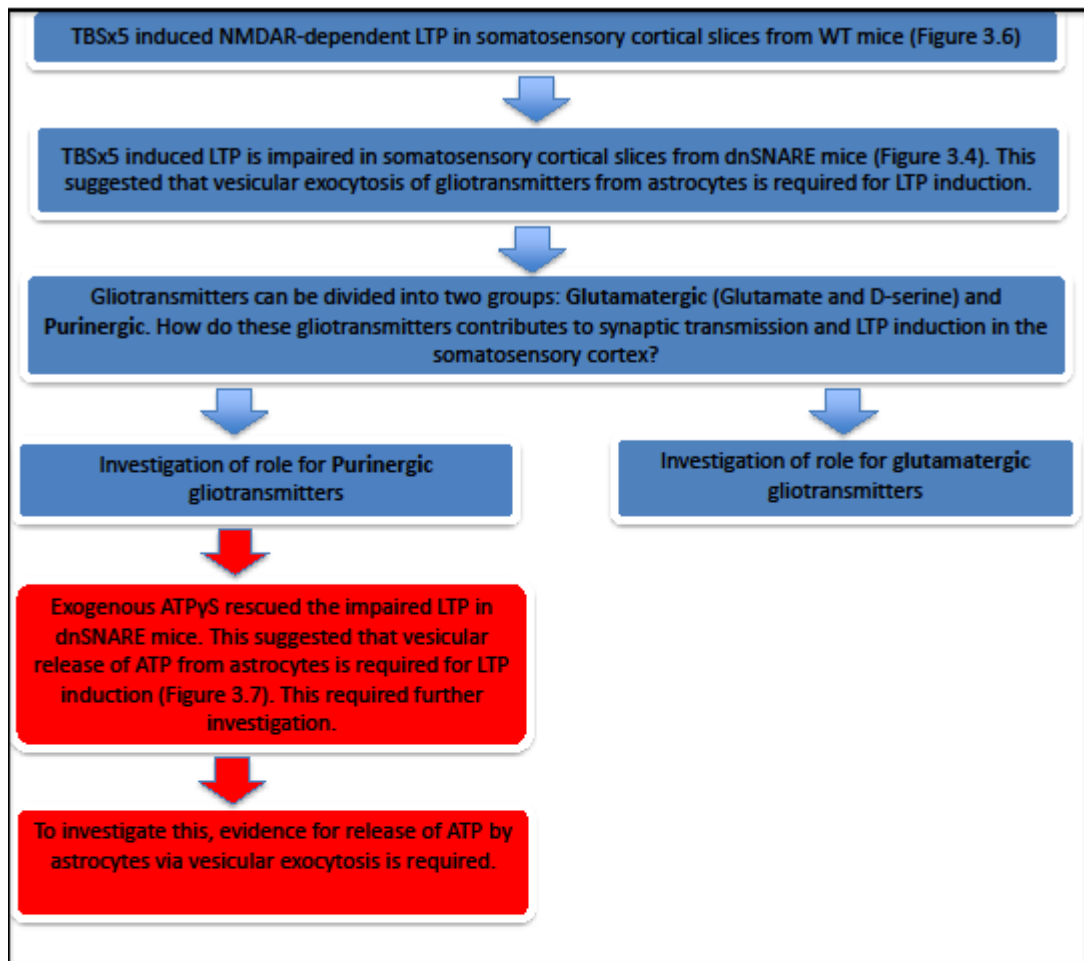 TBSx5 induced NMDAR-dependent LTP in somatosensory cortical slices from WT mice (Figure 3.6)
TBSx5 induced LTP is impaired in somatosensory cortical slices from dnSNARE mice (Figure 3.4). This
suggested that vesicular exocytosis of gliotransmitters from astrocytes is required for LTP induction.
Gliotransmitters can be divided into two groups: Glutamatergic (Glutamate and D-serine) and
Purinergic. How do these gliotransmitters contributes to synaptic transmission and LTP induction in the
somatosensory cortex?
Investigation of role for Purinergic
gliotransmitters
Investigation of role for glutamatergic
gliotransmitters
Exogenous ATPγS rescued the impaired LTP in
dnSNARE mice. This suggested that vesicular
release of ATP from astrocytes is required for LTP
induction (Figure 3.7). This required further
investigation.
To investigate this, evidence for release of ATP by
astrocytes via vesicular exocytosis is required.